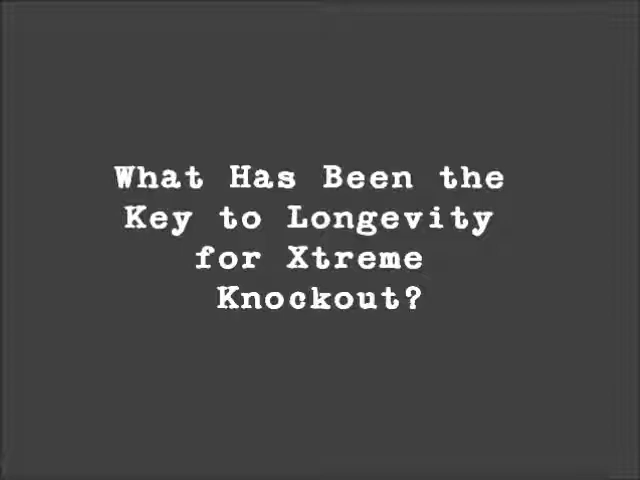 What Has Been the
Key to Longevity
for Xtreme
Knockout?